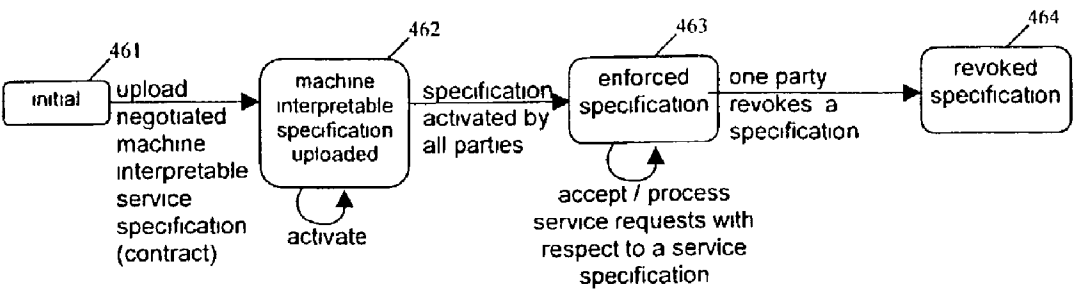 461
initial
upload
negotiated
machine
interpretable
service
specification
(contract)
462
machine
interpretable
specification
uploaded
activate
specification
activated by
all parties
463
enforced
specification
accept / process
service requests with
respect to a service
specification
one party
revokes a
specification
464
revoked
specification